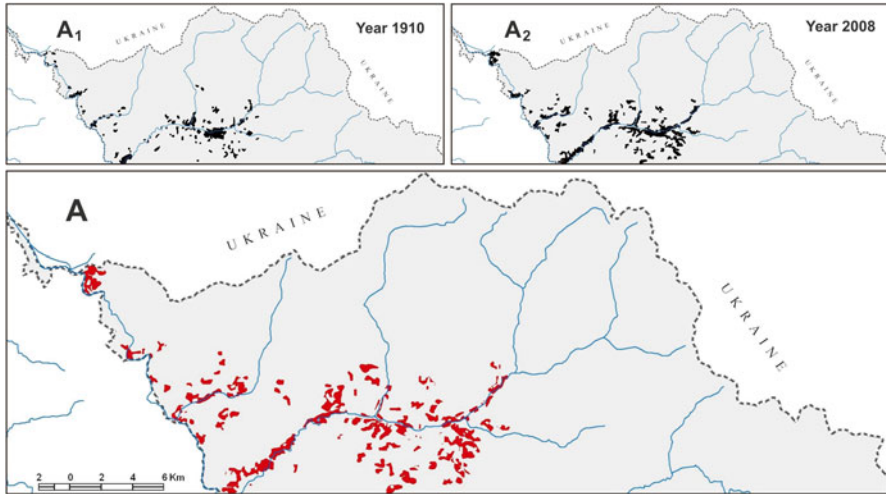 A1
UKRAINE
Year 1910
UKRAINE
A2
UKRAINE
Year 2008
UKRAINE
A
UKRAINE
UKRAINE
2 0 2 4 6 Km